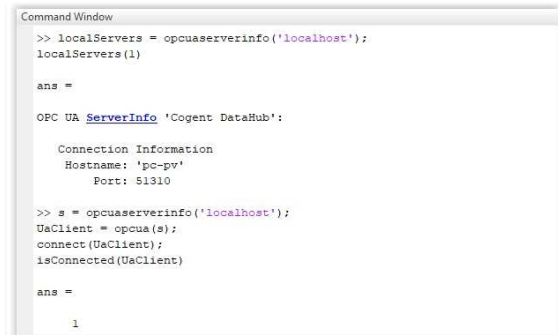 Command Window
>> localServers = opcuaserverinfo('localhost');
localServers(1)
ans =
OPC UA ServerInfo 'Cogent DataHub':
Connection Information
Hostname: 'pc-pv'
Port: 51310
>> s = opcuaserverinfo('localhost');
UaClient = opcua(s);
connect(UaClient);
isConnected(UaClient)
ans =
1